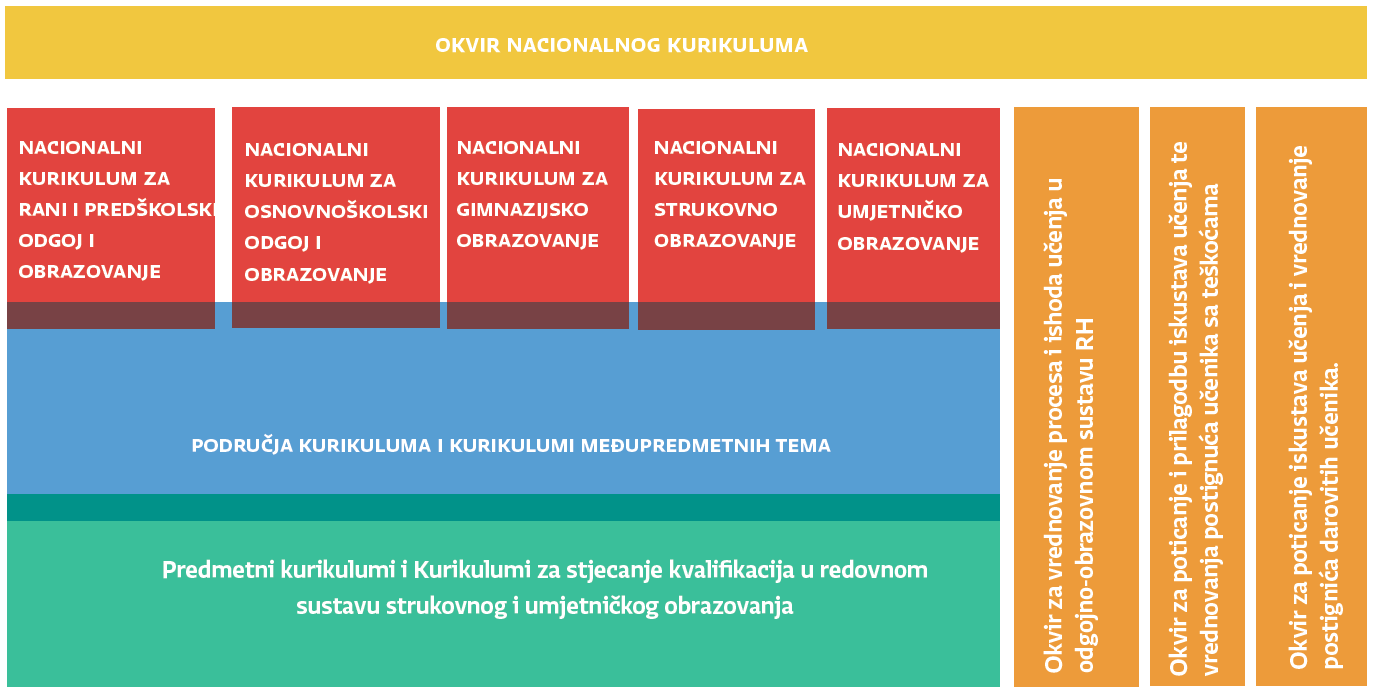 OKVIR NACIONALNOG KURIKULUMA
NACIONALNI
KURIKULUM ZA
RANI I PREDŠKOLSKI
ODGOJ I
OBRAZOVANJE
NACIONALNI
KURIKULUM ZA
OSNOVNOŠKOLSKI
ODGOJ I
OBRAZOVANJE
NACIONALNI
KURIKULUM ZA
GIMNAZIJSKO
OBRAZOVANJE
NACIONALNI
KURIKULUM ZA
STRUKOVNO
OBRAZOVANJE
NACIONALNI
KURIKULUM ZA
UMJETNIČKO
OBRAZOVANJE
PODRUČJA KURIKULUMA I KURIKULUMI MEĐUPREDMETNIH TEMA
Predmetni kurikulumi i Kurikulumi za stjecanje kvalifikacija u redovnom
sustavu strukovnog i umjetničkog obrazovanja
Okvir za vrednovanje procesa i ishoda učenja u
odgojno-obrazovnom sustavu RH
Okvir za poticanje i prilagodbu iskustava učenja te
vrednovanja postignuća učenika sa teškoćama
Okvir za poticanje iskustava učenja i vrednovanje
postignića darovitih učenika.